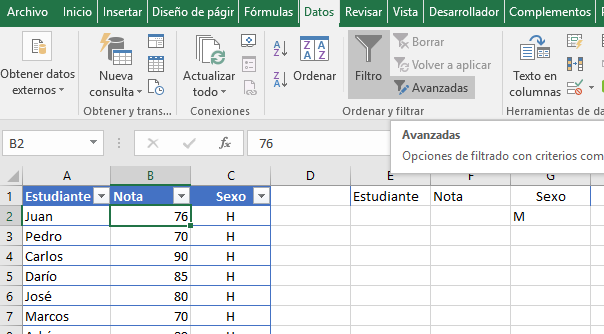 Archivo Inicio Insertar Diseño de págir Fórmulas Datos Revisar Vista Desarrollador Complementos
Obtener datos externos
Nueva consulta
Obtener y trans...
Actualizar todo
Conexiones
A
Z
Z
A
Z A
A Z
Ordenar
Filtro
Borrar
Volver a aplicar
Avanzadas
Ordenar y filtrar
Texto en columnas
Herramientas de da
B2 fx 76
Avanzadas
Opciones de filtrado con criterios com
A B C D E F G
1 Estudiante Nota Sexo Estudiante Nota Sexo
2 Juan 76 H M
3 Pedro 70 H
4 Carlos 90 H
5 Darío 85 H
6 José 80 H
7 Marcos 70 H